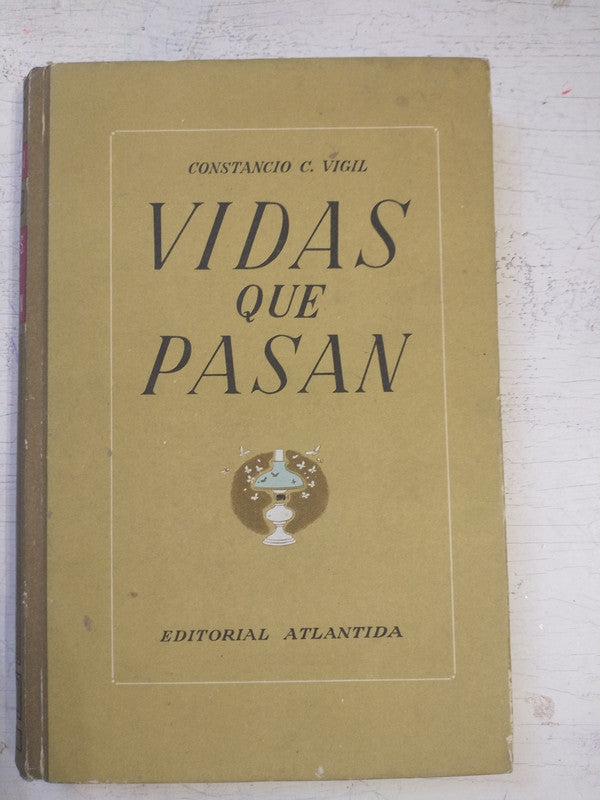 CONSTANCIO C. VIGIL
VIDAS
QUE
PASAN
EDITORIAL ATLANTIDA